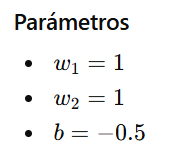 Parámetros
• w₁ = 1
• w₂ = 1
• b = −0.5